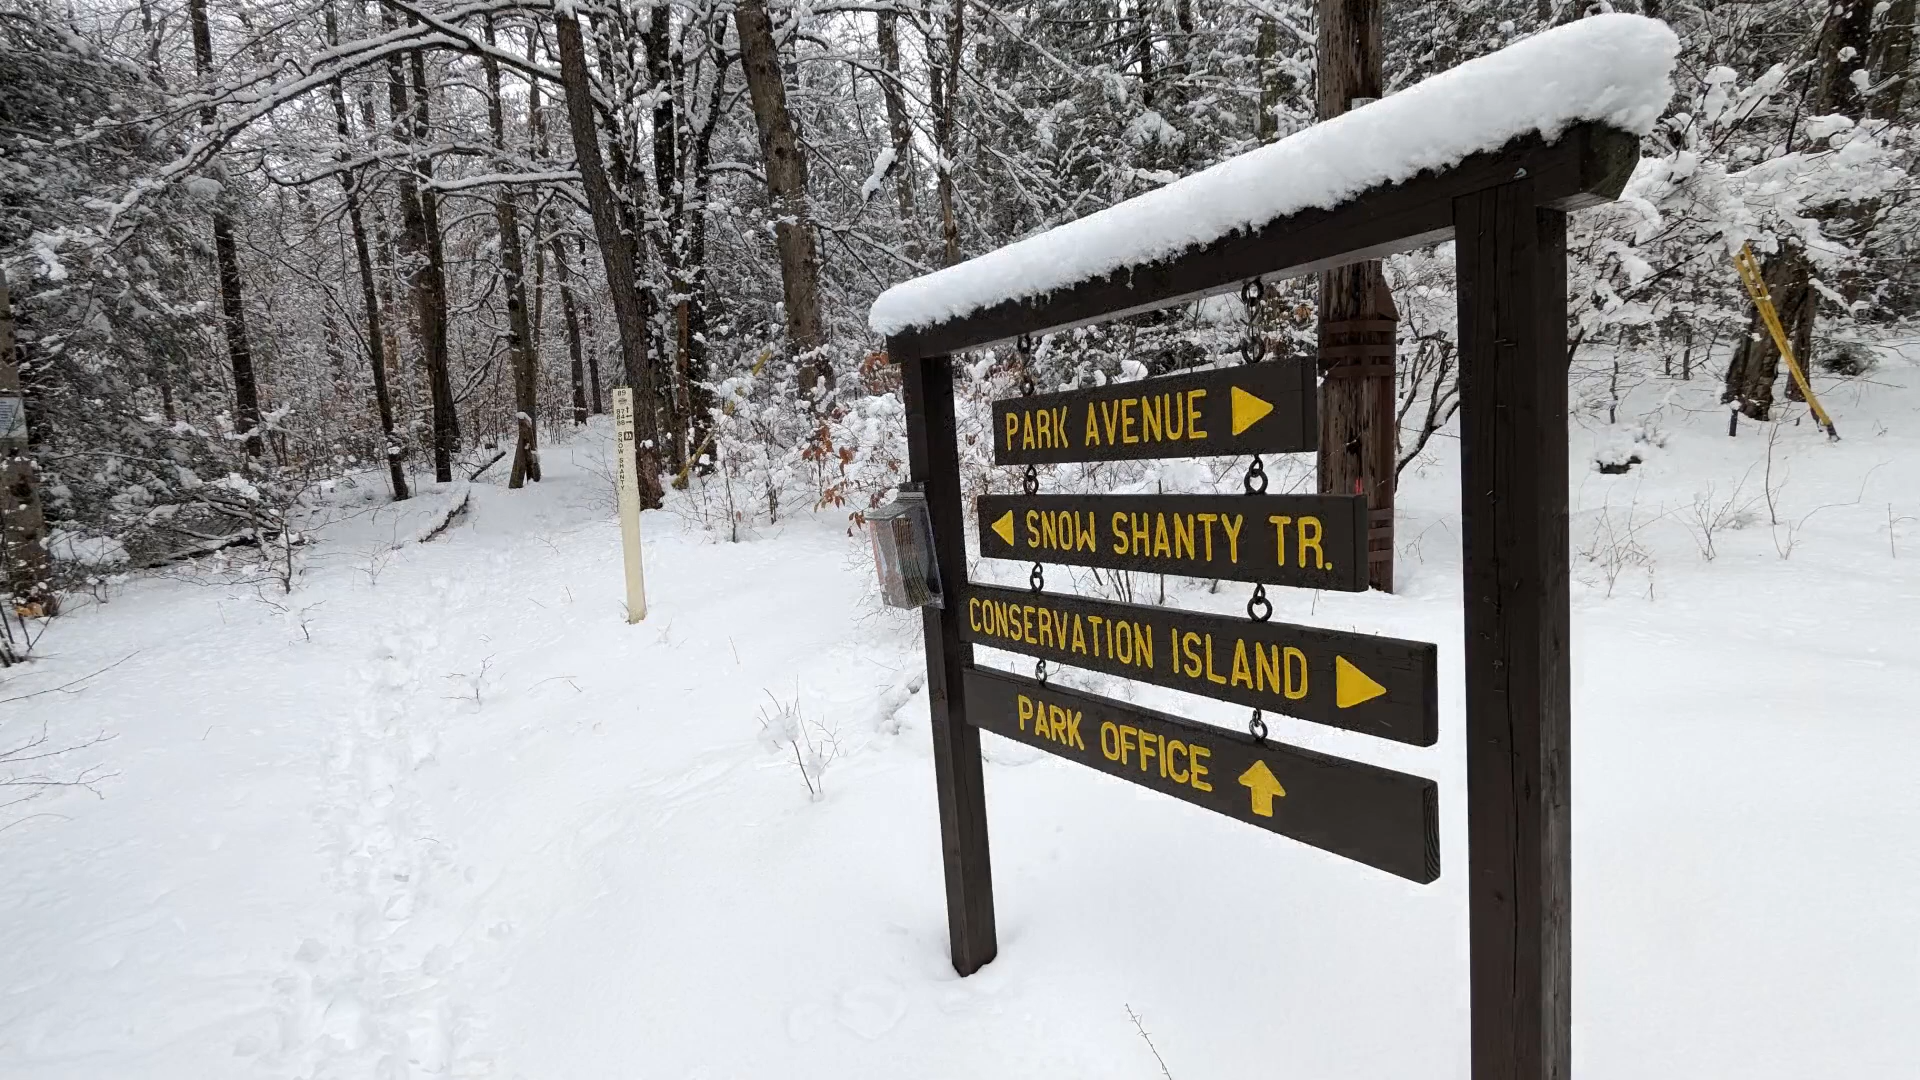 PARK AVENUE
SNOW SHANTY TR.
CONSERVATION ISLAND
PARK OFFICE
SNOW SHANTY